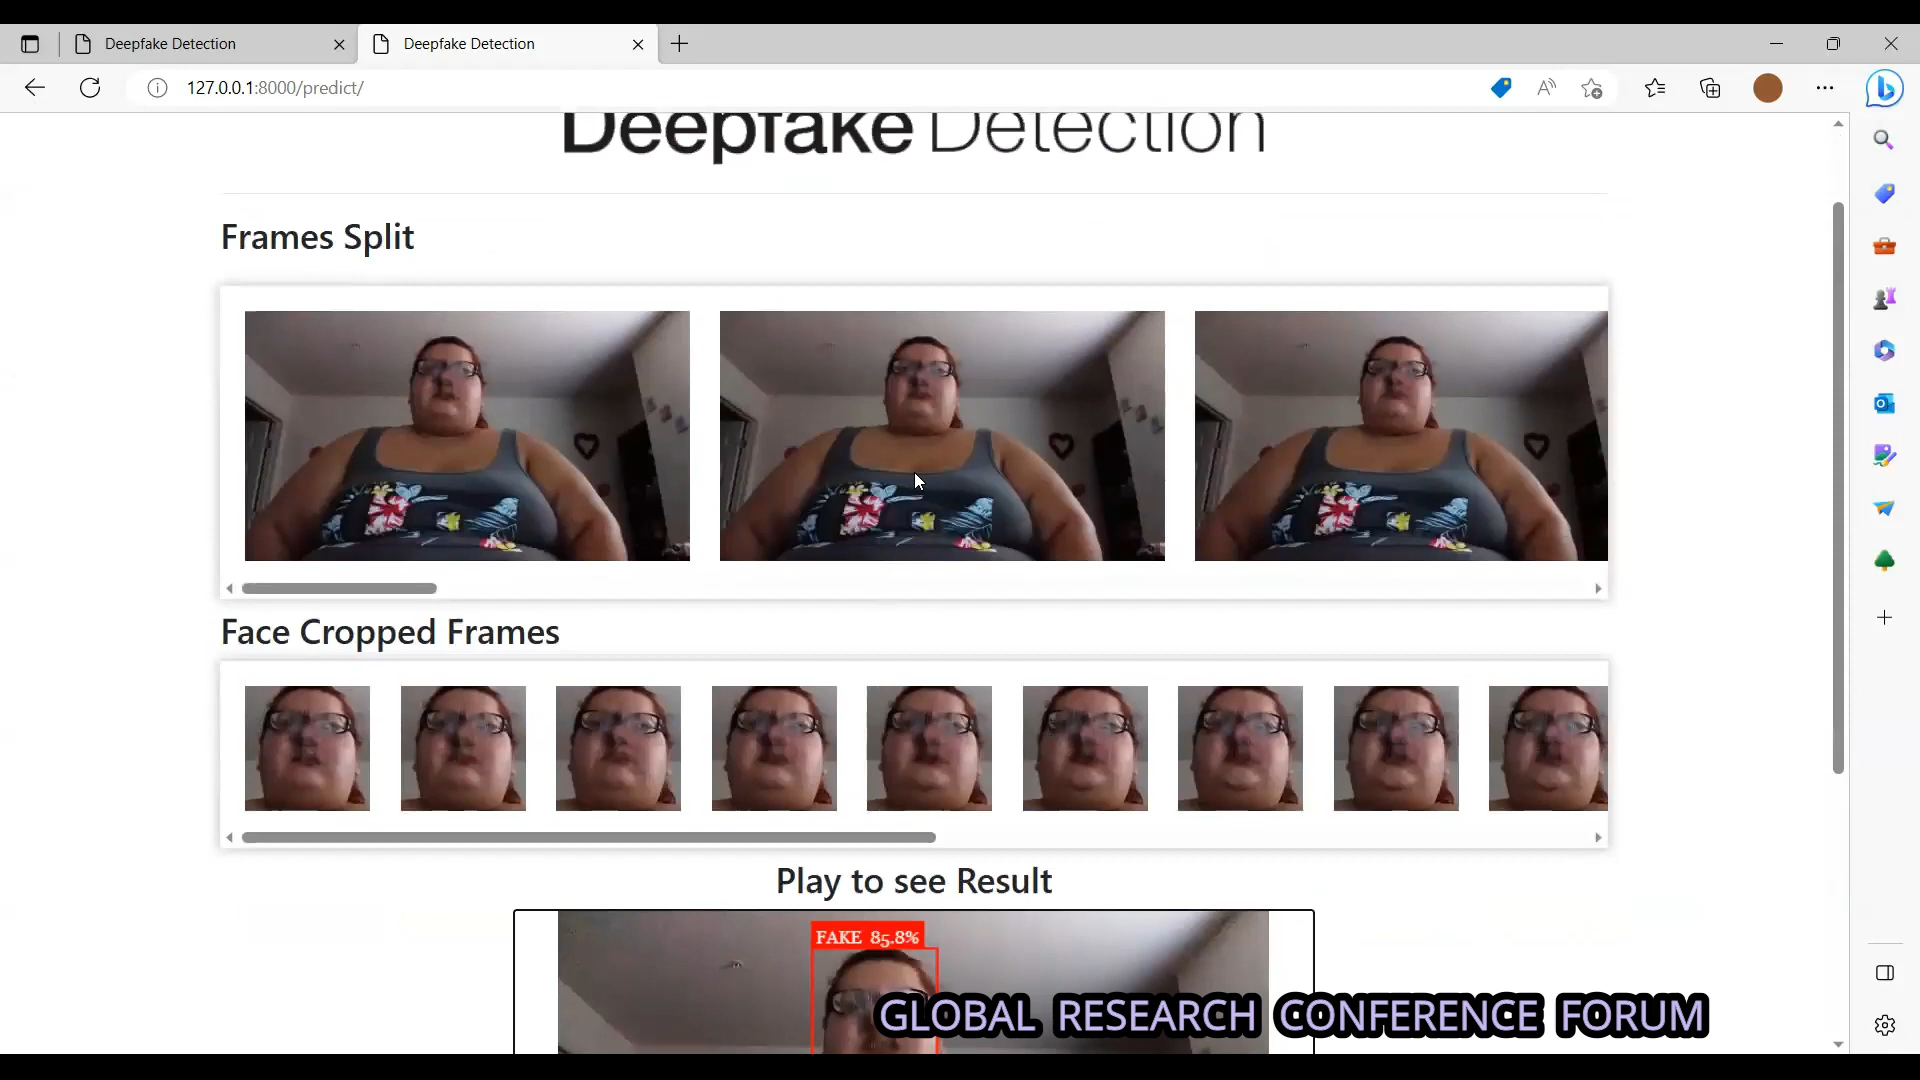 Deepfake Detection
Deepfake Detection
127.0.0.1:8000/predict/
Deepfake Detection
Frames Split
Face Cropped Frames
Play to see Result
FAKE 85.8%
GLOBAL RESEARCH CONFERENCE FORUM